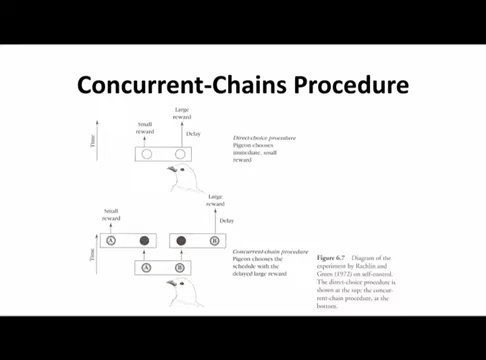 Concurrent-Chains Procedure
Large
reward
Small
reward
Delay
Time
Direct-choice procedure
Pigeon chooses
immediate, small
reward
Large
reward
Small
reward
Delay
Time
A
B
A
B
Concurrent-chain procedure
Pigeon chooses the
schedule with the
delayed large reward
Figure 6.7 Diagram of the
experiment by Rachlin and
Green (1972) on self-control.
The direct-choice procedure is
shown at the top; the concur-
rent-chain procedure, at the
bottom.